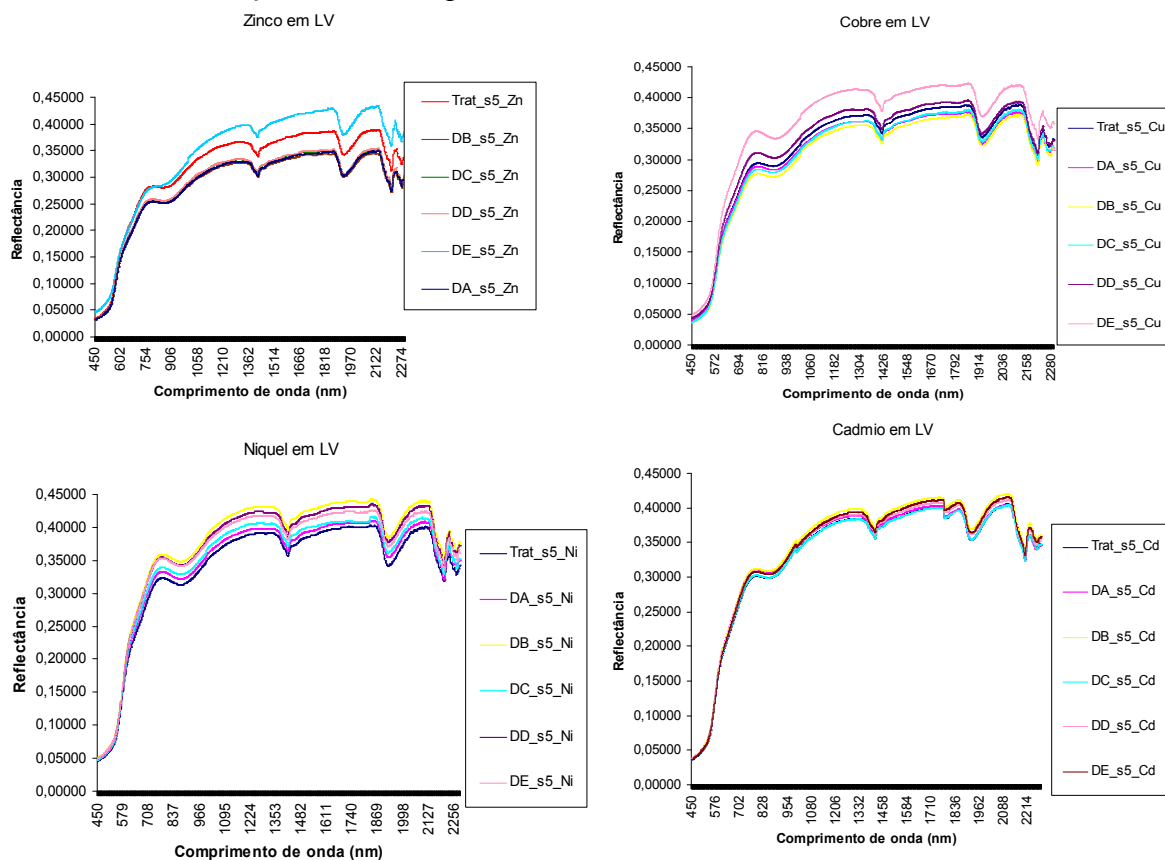 Zinco em LV
0,45000
0,40000
0,35000
0,30000
0,25000
0,20000
0,15000
0,10000
0,05000
0,00000
Reflectância
450
602
754
906
1058
1210
1362
1514
1666
1818
1970
2122
2274
Comprimento de onda (nm)
Trat_s5_Zn
DB_s5_Zn
DC_s5_Zn
DD_s5_Zn
DE_s5_Zn
DA_s5_Zn
Cobre em LV
0,45000
0,40000
0,35000
0,30000
0,25000
0,20000
0,15000
0,10000
0,05000
0,00000
Reflectância
450
572
694
816
938
1060
1182
1304
1426
1548
1670
1792
1914
2036
2158
2280
Comprimento de onda (nm)
Trat_s5_Cu
DA_s5_Cu
DB_s5_Cu
DC_s5_Cu
DD_s5_Cu
DE_s5_Cu
Niquel em LV
0,45000
0,40000
0,35000
0,30000
0,25000
0,20000
0,15000
0,10000
0,05000
0,00000
Reflectância
450
579
708
837
966
1095
1224
1353
1482
1611
1740
1869
1998
2127
2256
Comprimento de onda (nm)
Trat_s5_Ni
DA_s5_Ni
DB_s5_Ni
DC_s5_Ni
DD_s5_Ni
DE_s5_Ni
Cadmio em LV
0,45000
0,40000
0,35000
0,30000
0,25000
0,20000
0,15000
0,10000
0,05000
0,00000
Reflectância
450
576
702
828
954
1080
1206
1332
1458
1584
1710
1836
1962
2088
2214
Comprimento de onda (nm)
Trat_s5_Cd
DA_s5_Cd
DB_s5_Cd
DC_s5_Cd
DD_s5_Cd
DE_s5_Cd